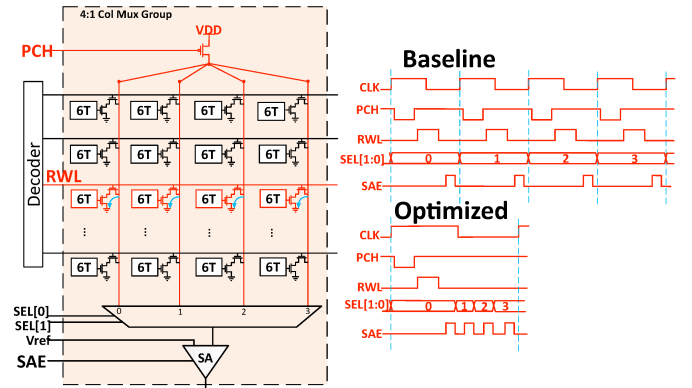 4:1 Col Mux Group
VDD
PCH
Decoder
6T 6T 6T 6T
6T 6T 6T 6T
RWL
6T 6T 6T 6T
... ... ... ...
6T 6T 6T 6T
0 1 2 3
SEL[0]
SEL[1]
Vref
SAE
SA
Baseline
CLK
PCH
RWL
SEL[1:0] 0 1 2 3
SAE
Optimized
CLK
PCH
RWL
SEL[1:0] 0 1 2 3
SAE